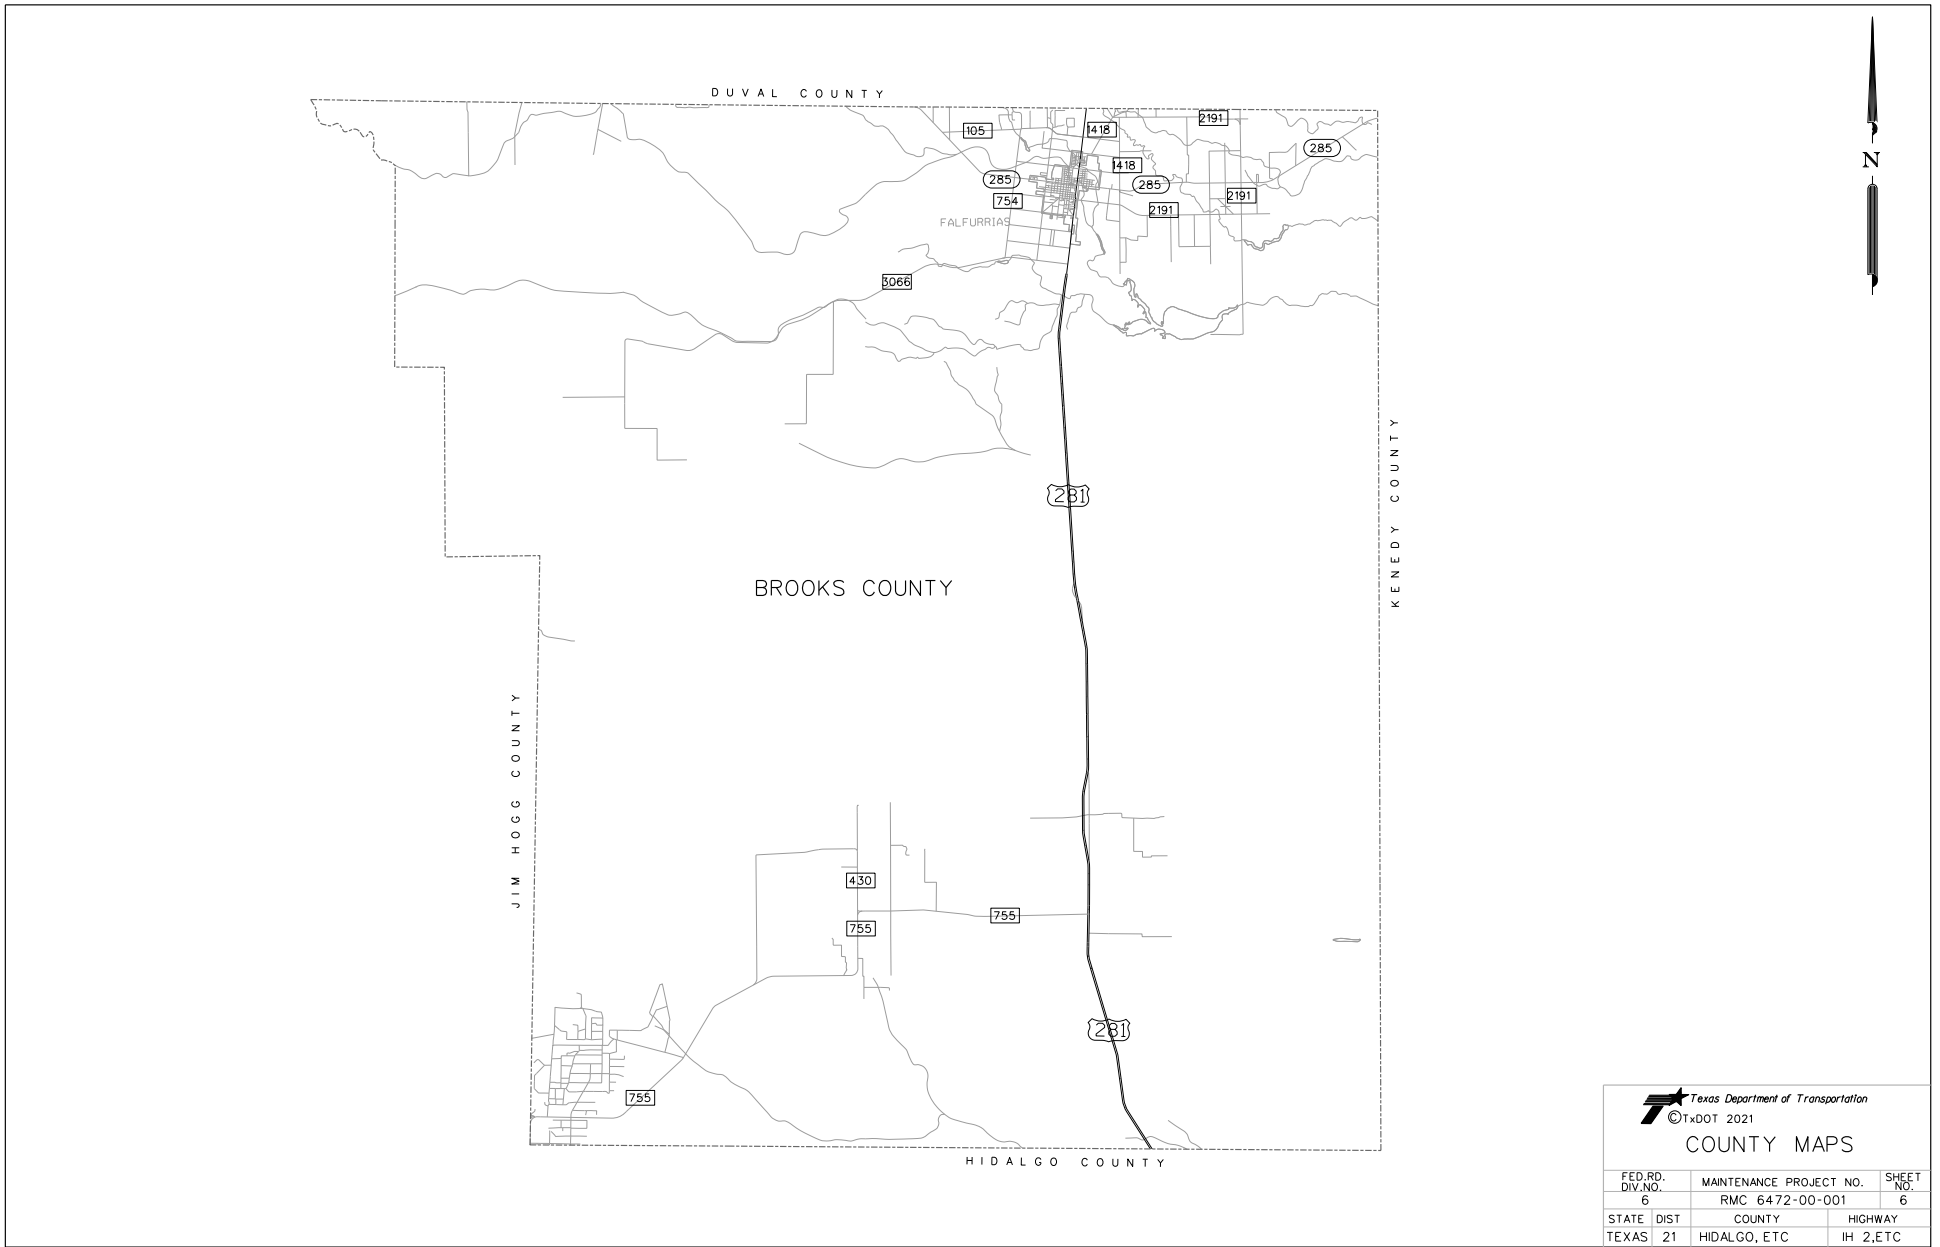 DUVAL COUNTY
105
1418
2191
285
1418
285
285
754
2191
2191
FALFURRIAS
3066
N
KENEDY COUNTY
281
BROOKS COUNTY
JIM HOGG COUNTY
430
755
755
281
755
HIDALGO COUNTY
Texas Department of Transportation
©TxDOT 2021
COUNTY MAPS
FED.RD. DIV.NO.
MAINTENANCE PROJECT NO.
SHEET NO.
6
RMC 6472-00-001
6
STATE DIST COUNTY HIGHWAY
TEXAS 21 HIDALGO, ETC IH 2,ETC